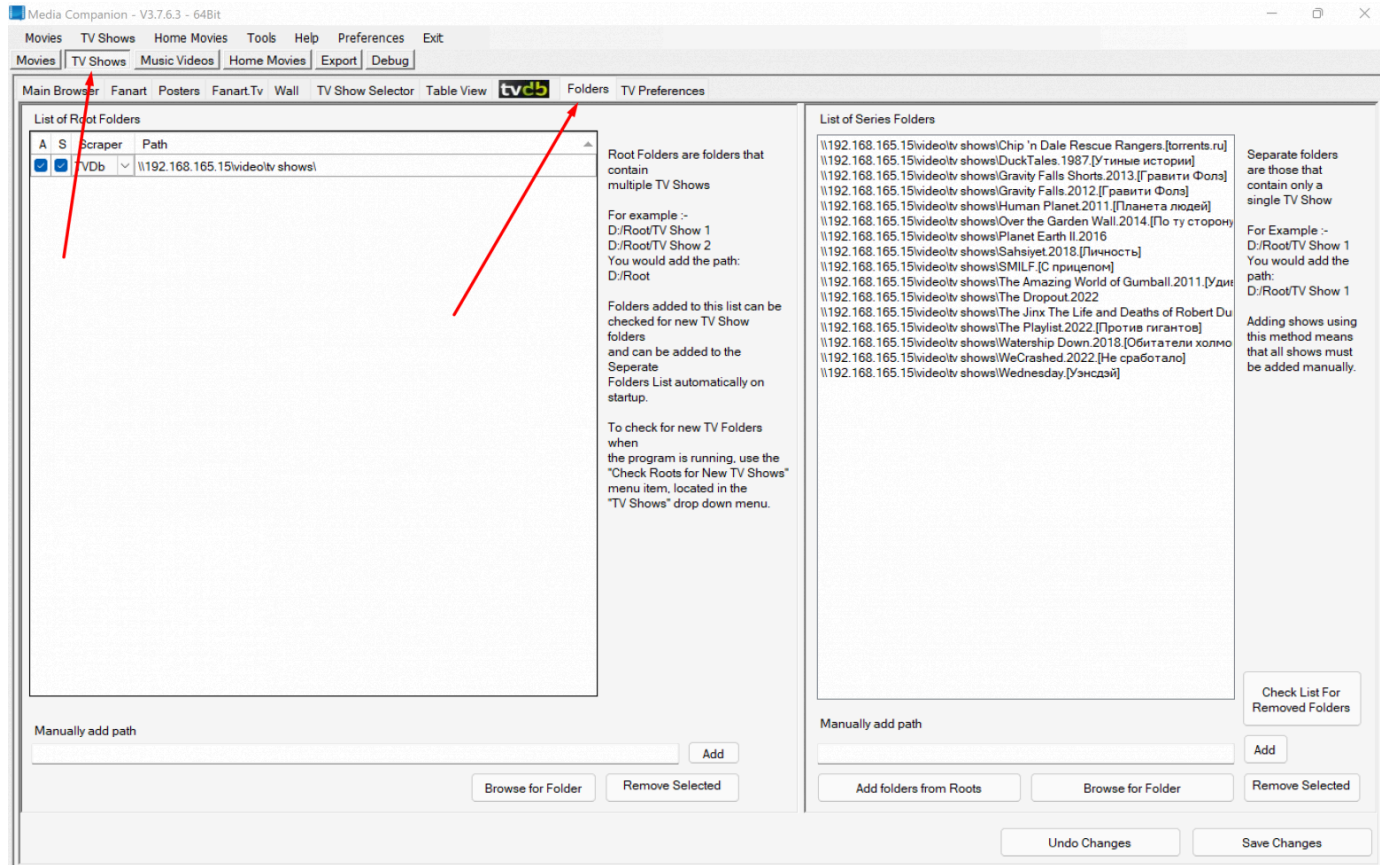 Media Companion - V3.7.6.3 - 64Bit
Movies TV Shows Home Movies Tools Help Preferences Exit
Movies TV Shows Music Videos Home Movies Export Debug
Main Browser Fanart Posters Fanart.Tv Wall TV Show Selector Table View tvdb Folders TV Preferences
List of Root Folders
A S Scraper Path
TVDb \\192.168.165.15\video\tv shows\
Root Folders are folders that
contain
multiple TV Shows
For example :-
D:/Root/TV Show 1
D:/Root/TV Show 2
You would add the path:
D:/Root
Folders added to this list can be
checked for new TV Show
folders
and can be added to the
Seperate
Folders List automatically on
startup.
To check for new TV Folders
when
the program is running, use the
"Check Roots for New TV Shows"
menu item, located in the
"TV Shows" drop down menu.
Manually add path
Add
Browse for Folder Remove Selected
List of Series Folders
\\192.168.165.15\video\tv shows\Chip 'n Dale Rescue Rangers.[torrents.ru]
\\192.168.165.15\video\tv shows\DuckTales.1987.[Утиные истории]
\\192.168.165.15\video\tv shows\Gravity Falls Shorts.2013.[Гравити Фолз]
\\192.168.165.15\video\tv shows\Gravity Falls.2012.[Гравити Фолз]
\\192.168.165.15\video\tv shows\Human Planet.2011.[Планета людей]
\\192.168.165.15\video\tv shows\Over the Garden Wall.2014.[По ту сторону
\\192.168.165.15\video\tv shows\Planet Earth II.2016
\\192.168.165.15\video\tv shows\Sahsiyet.2018.[Личность]
\\192.168.165.15\video\tv shows\SMILF.[С прицепом]
\\192.168.165.15\video\tv shows\The Amazing World of Gumball.2011.[Удив
\\192.168.165.15\video\tv shows\The Dropout.2022
\\192.168.165.15\video\tv shows\The Jinx The Life and Deaths of Robert Du
\\192.168.165.15\video\tv shows\The Playlist.2022.[Против гигантов]
\\192.168.165.15\video\tv shows\Watership Down.2018.[Обитатели холмо
\\192.168.165.15\video\tv shows\WeCrashed.2022.[Не сработало]
\\192.168.165.15\video\tv shows\Wednesday.[Уэнсдэй]
Separate folders
are those that
contain only a
single TV Show
For Example :-
D:/Root/TV Show 1
You would add the
path:
D:/Root/TV Show 1
Adding shows using
this method means
that all shows must
be added manually.
Check List For
Removed Folders
Manually add path
Add
Add folders from Roots Browse for Folder Remove Selected
Undo Changes Save Changes